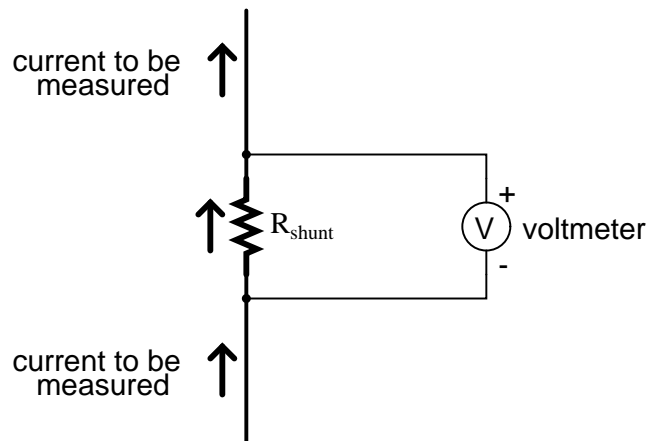 current to be
measured
+
R_shunt
V
voltmeter
-
current to be
measured